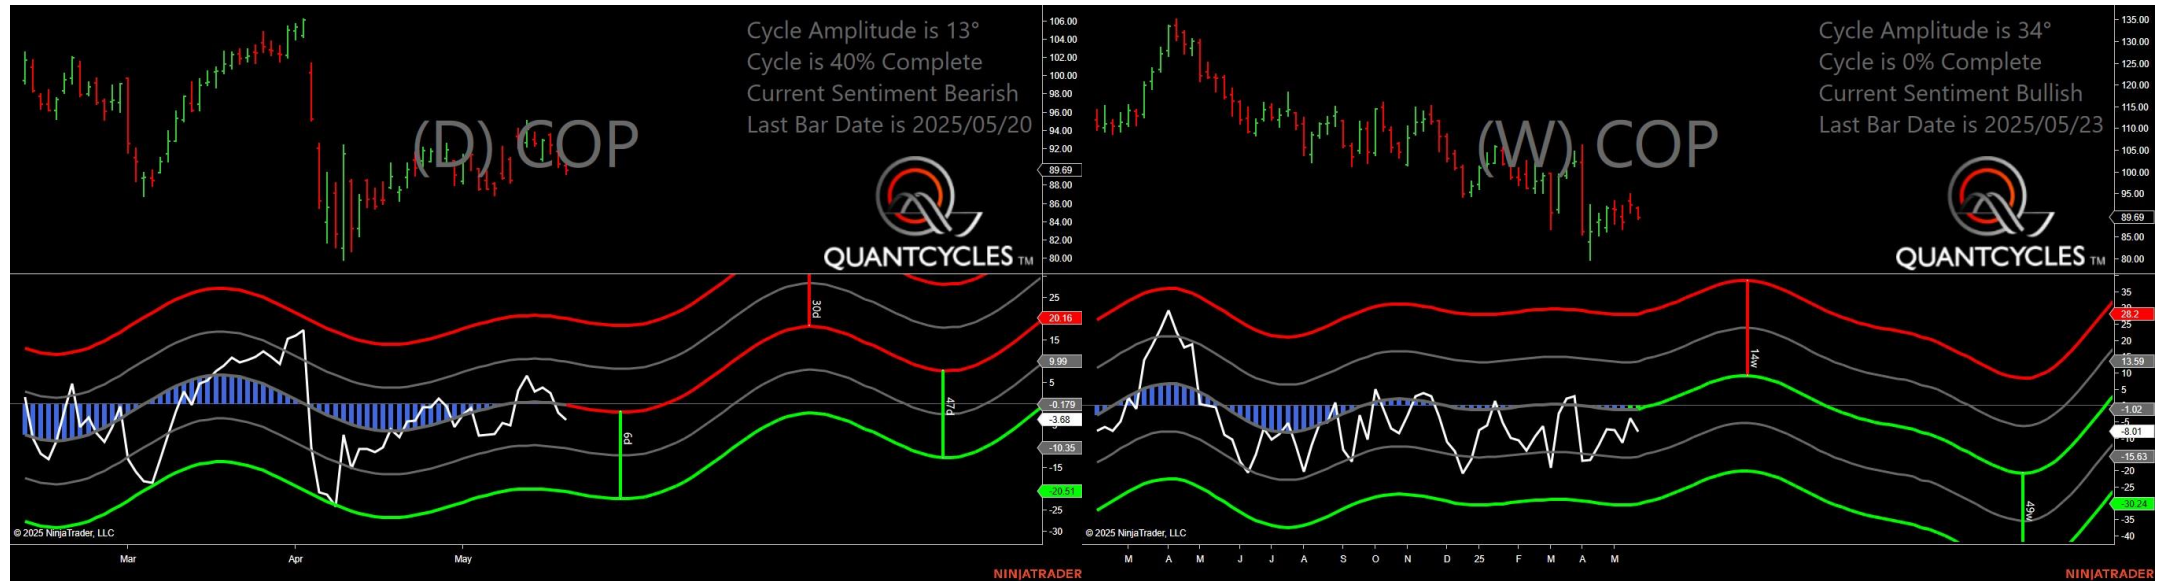 Cycle Amplitude is 13°
Cycle is 40% Complete
Current Sentiment Bearish
Last Bar Date is 2025/05/20
(D) COP
QUANTCYCLES TM
106.00
104.00
102.00
100.00
98.00
96.00
94.00
92.00
89.69
88.00
86.00
84.00
82.00
80.00
30d
6d
47d
25
20.16
15
9.99
5
-0.179
-3.68
-10.35
-15
-20.51
-25
-30
© 2025 NinjaTrader, LLC
Mar Apr May
NINJATRADER
Cycle Amplitude is 34°
Cycle is 0% Complete
Current Sentiment Bullish
Last Bar Date is 2025/05/23
(W) COP
QUANTCYCLES TM
135.00
130.00
125.00
120.00
115.00
110.00
105.00
100.00
95.00
89.69
85.00
80.00
14w
49w
35
28.2
25
20
13.59
10
5
-1.02
-8.01
-15.63
-20
-25
-30.24
-35
-40
© 2025 NinjaTrader, LLC
M A M J J A S O N D 25 F M A M
NINJATRADER